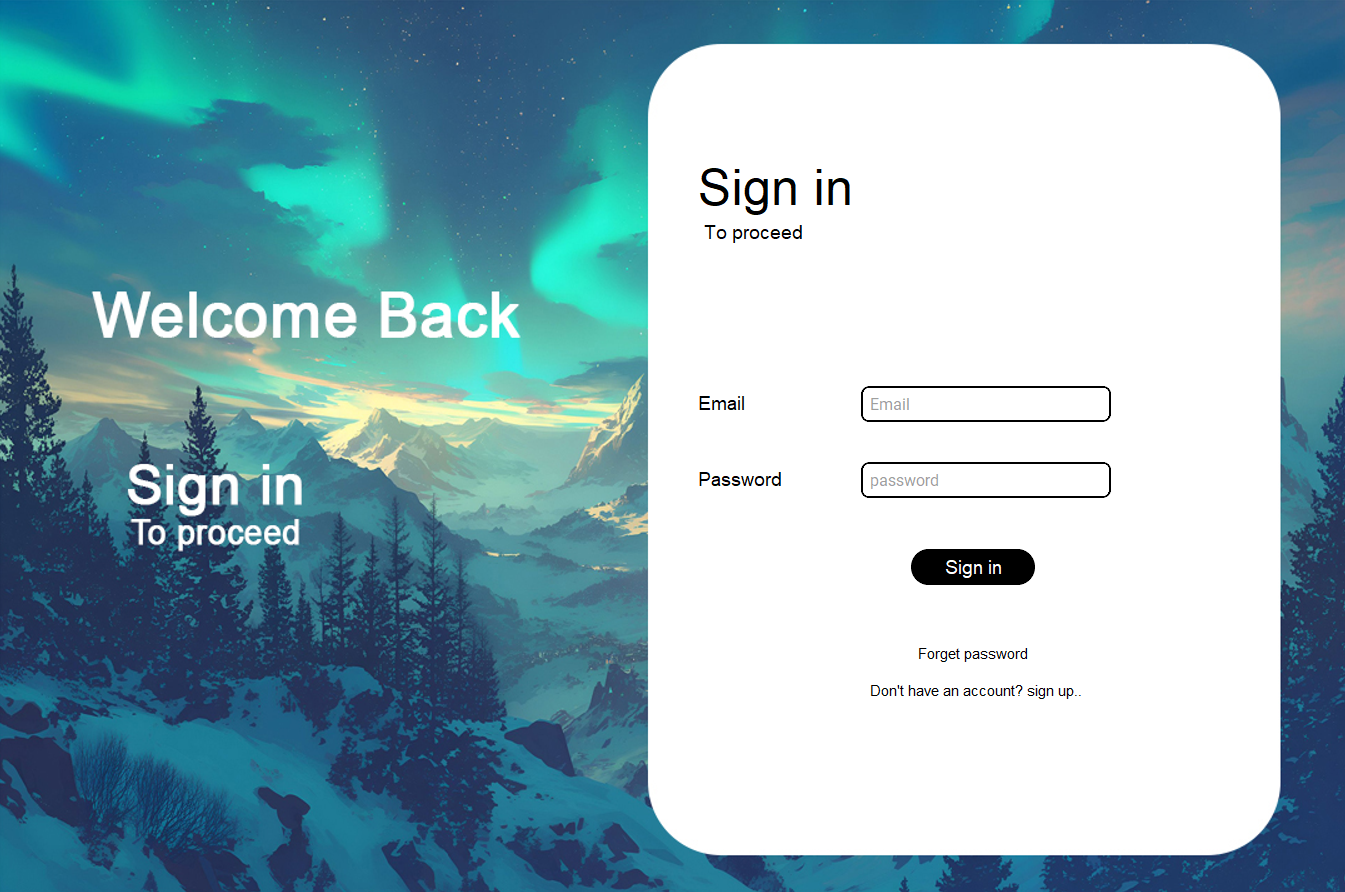 Welcome Back
Sign in
To proceed
Sign in
To proceed
Email
Email
Password
password
Sign in
Forget password
Don't have an account? sign up..